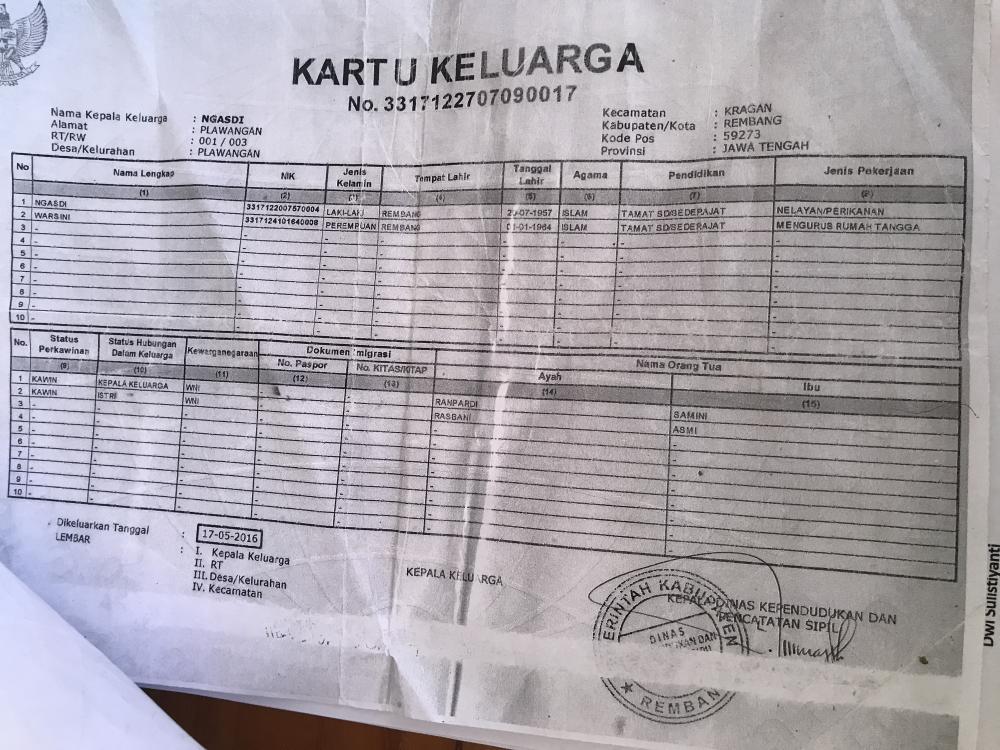 KARTU KELUARGA
No. 3317122707090017
Nama Kepala Keluarga : NGASDI
Alamat : PLAWANGAN
RT/RW : 001 / 003
Desa/Kelurahan : PLAWANGAN
Kecamatan : KRAGAN
Kabupaten/Kota : REMBANG
Kode Pos : 59273
Provinsi : JAWA TENGAH
No Nama Lengkap NIK Jenis Kelamin Tempat Lahir Tanggal Lahir Agama Pendidikan Jenis Pekerjaan
(1) (2) (3) (4) (5) (6) (7) (8)
1 NGASDI 3317122007570004 LAKI-LAKI REMBANG 20-07-1957 ISLAM TAMAT SD/SEDERAJAT NELAYAN/PERIKANAN
2 WARSINI 3317124101640008 PEREMPUAN REMBANG 01-01-1964 ISLAM TAMAT SD/SEDERAJAT MENGURUS RUMAH TANGGA
3 - - - - - - - -
4 - - - - - - - -
5 - - - - - - - -
6 - - - - - - - -
7 - - - - - - - -
8 - - - - - - - -
9 - - - - - - - -
10 - - - - - - - -
No. Status Perkawinan Status Hubungan Dalam Keluarga Kewarganegaraan Dokumen Imigrasi Nama Orang Tua
No. Paspor No. KITAS/KITAP Ayah Ibu
(9) (10) (11) (12) (13) (14) (15)
1 KAWIN KEPALA KELUARGA WNI - - RANPARDI SAMINI
2 KAWIN ISTRI WNI - - RASBANI ASMI
3 - - - - - - -
4 - - - - - - -
5 - - - - - - -
6 - - - - - - -
7 - - - - - - -
8 - - - - - - -
9 - - - - - - -
10 - - - - - - -
Dikeluarkan Tanggal : 17-05-2016
LEMBAR : I. Kepala Keluarga
II. RT
III. Desa/Kelurahan
IV. Kecamatan
KEPALA KELUARGA
KEPALA DINAS KEPENDUDUKAN DAN
PENCATATAN SIPIL
ERINTAH KABUPATEN
DINAS
REMBAN
Dwi Sulistiyanti